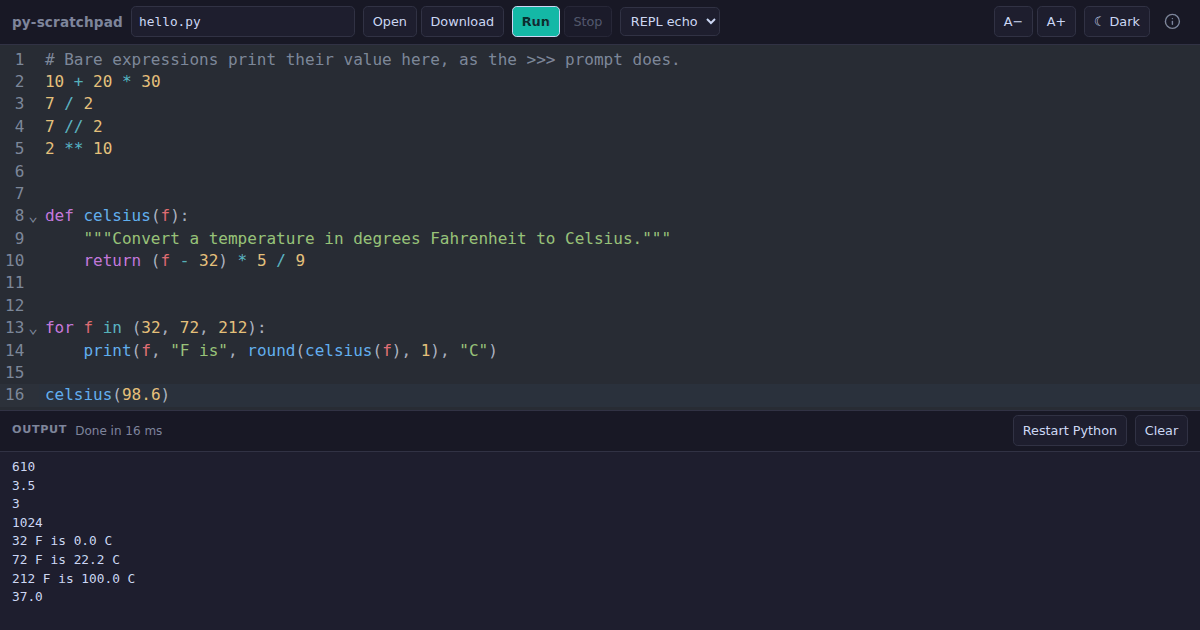 py-scratchpad hello.py Open Download Run Stop REPL echo A− A+ ☾ Dark
1 # Bare expressions print their value here, as the >>> prompt does.
2 10 + 20 * 30
3 7 / 2
4 7 // 2
5 2 ** 10
6
7
8 def celsius(f):
9 """Convert a temperature in degrees Fahrenheit to Celsius."""
10 return (f - 32) * 5 / 9
11
12
13 for f in (32, 72, 212):
14 print(f, "F is", round(celsius(f), 1), "C")
15
16 celsius(98.6)
OUTPUT Done in 16 ms Restart Python Clear
610
3.5
3
1024
32 F is 0.0 C
72 F is 22.2 C
212 F is 100.0 C
37.0